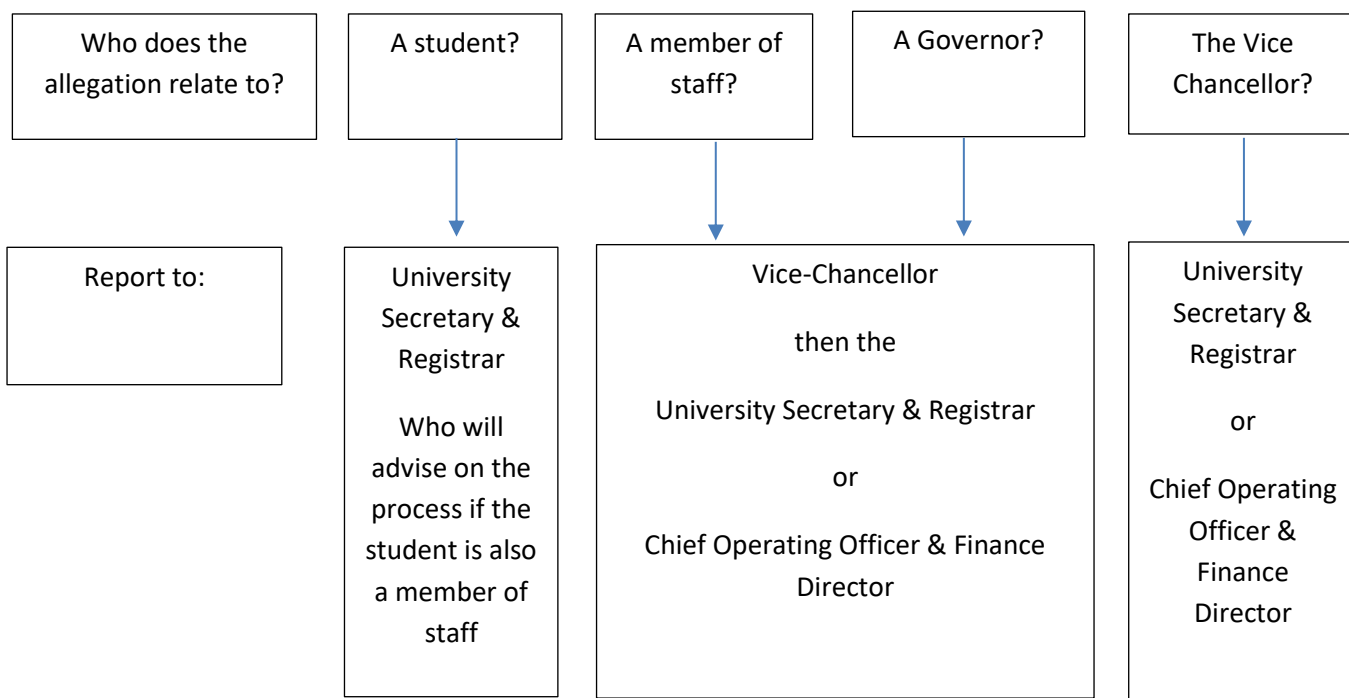 Who does the
allegation relate to?
A student?
A member of
staff?
A Governor?
The Vice
Chancellor?
Report to:
University
Secretary &
Registrar
Who will
advise on the
process if the
student is also
a member of
staff
Vice-Chancellor
then the
University Secretary & Registrar
or
Chief Operating Officer & Finance
Director
University
Secretary &
Registrar
or
Chief Operating
Officer &
Finance
Director